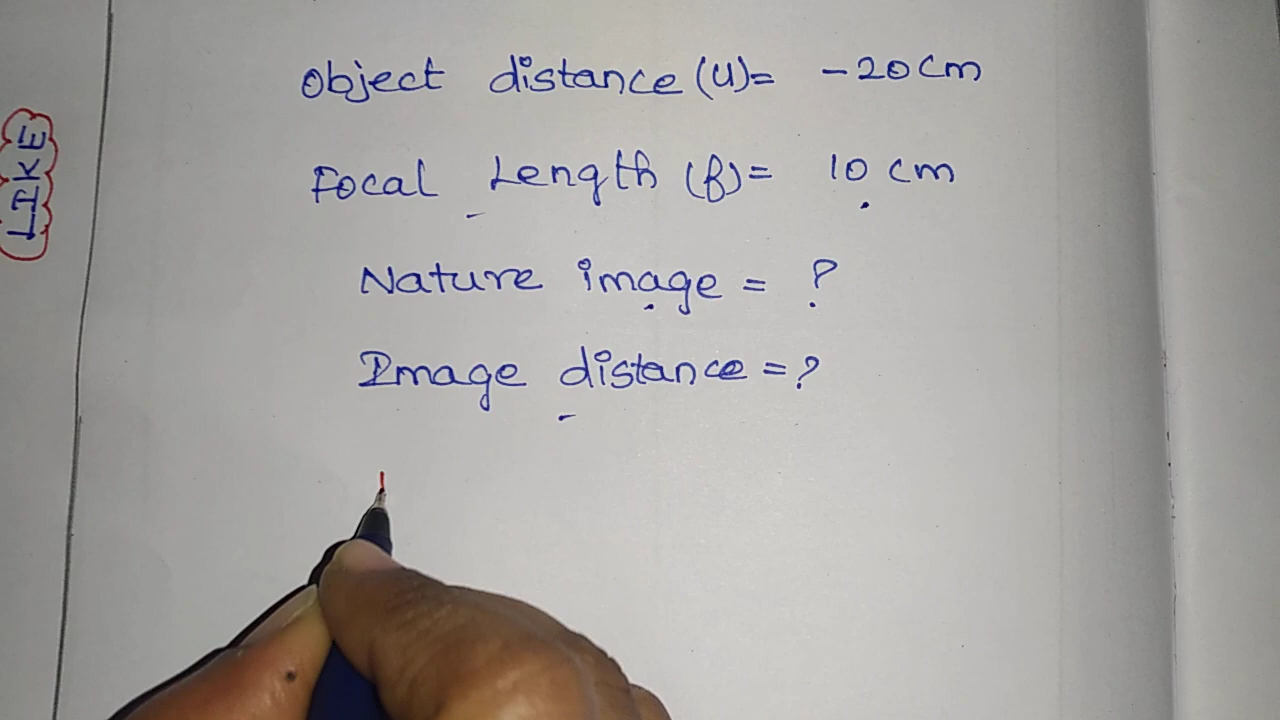 Object distance (u)= -20cm
Focal Length (f)= 10 cm
Nature image = ?
Image distance = ?
LIKE